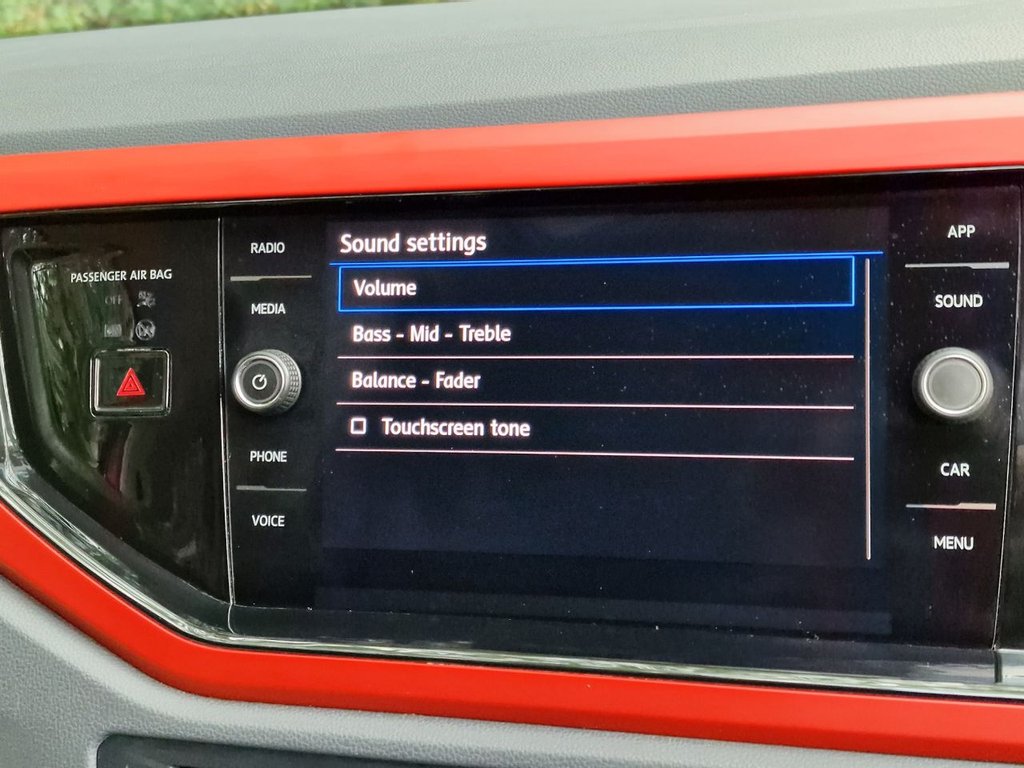 PASSENGER AIR BAG
OFF
RADIO
MEDIA
PHONE
VOICE
Sound settings
Volume
Bass - Mid - Treble
Balance - Fader
Touchscreen tone
APP
SOUND
CAR
MENU